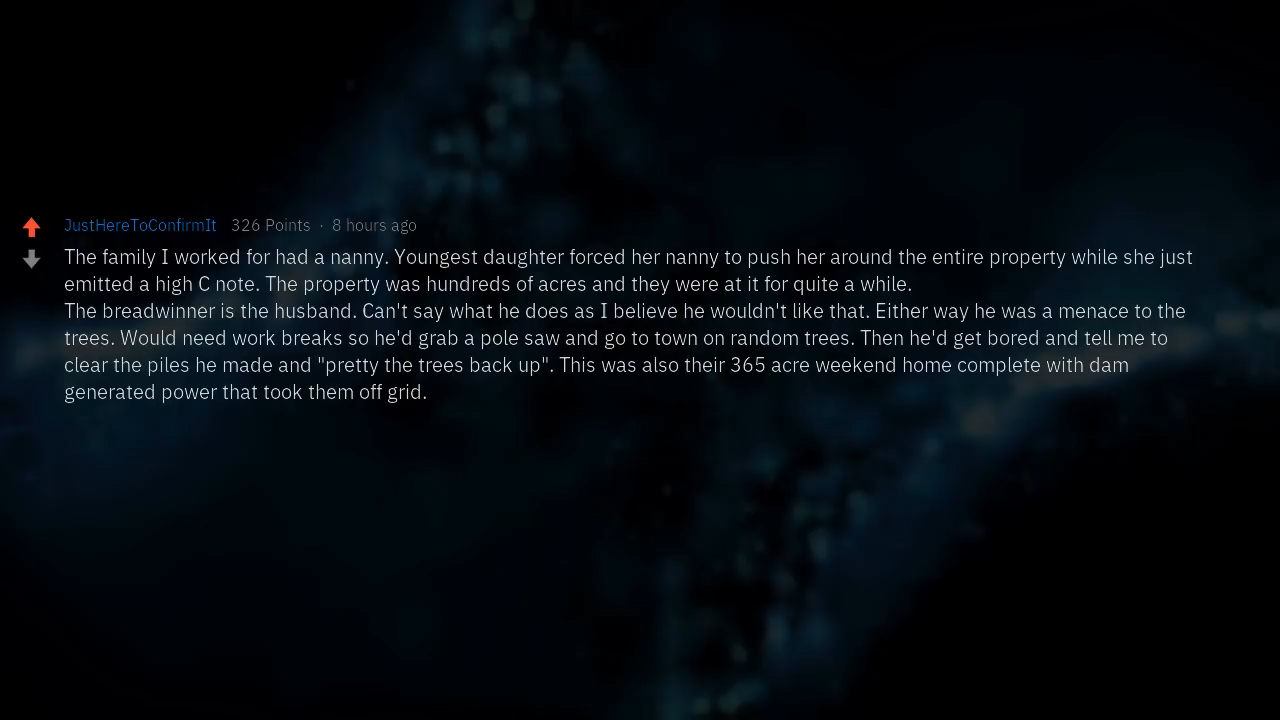 JustHereToConfirmIt 326 Points · 8 hours ago
The family I worked for had a nanny. Youngest daughter forced her nanny to push her around the entire property while she just
emitted a high C note. The property was hundreds of acres and they were at it for quite a while.
The breadwinner is the husband. Can't say what he does as I believe he wouldn't like that. Either way he was a menace to the
trees. Would need work breaks so he'd grab a pole saw and go to town on random trees. Then he'd get bored and tell me to
clear the piles he made and "pretty the trees back up". This was also their 365 acre weekend home complete with dam
generated power that took them off grid.